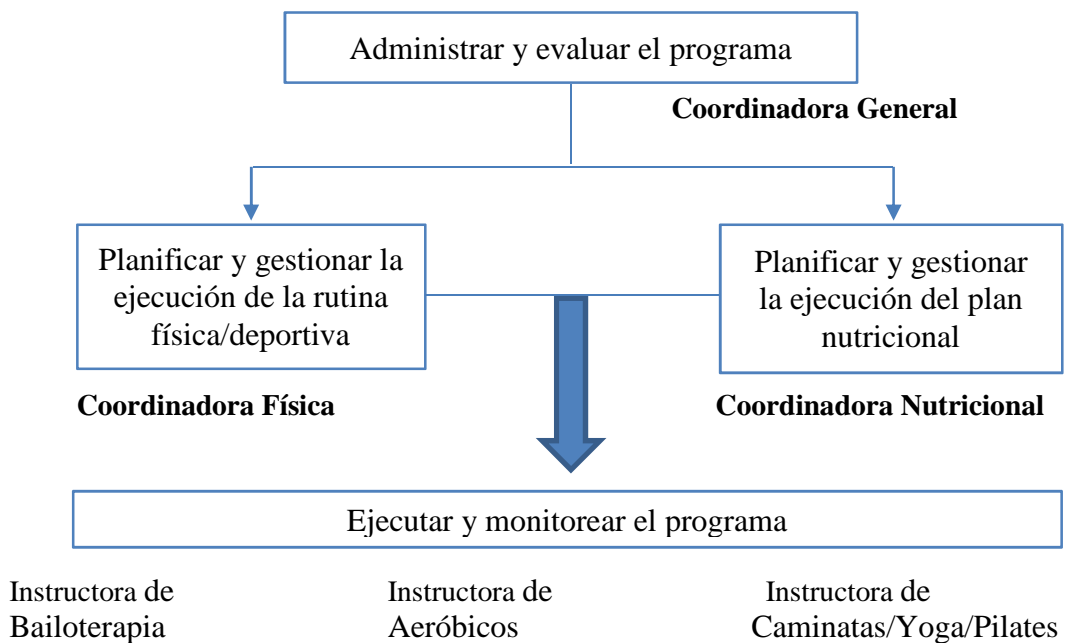 Administrar y evaluar el programa
Coordinadora General
Planificar y gestionar la
ejecución de la rutina
física/deportiva
Planificar y gestionar
la ejecución del plan
nutricional
Coordinadora Física
Coordinadora Nutricional
Ejecutar y monitorear el programa
Instructora de
Bailoterapia
Instructora de
Aeróbicos
Instructora de
Caminatas/Yoga/Pilates